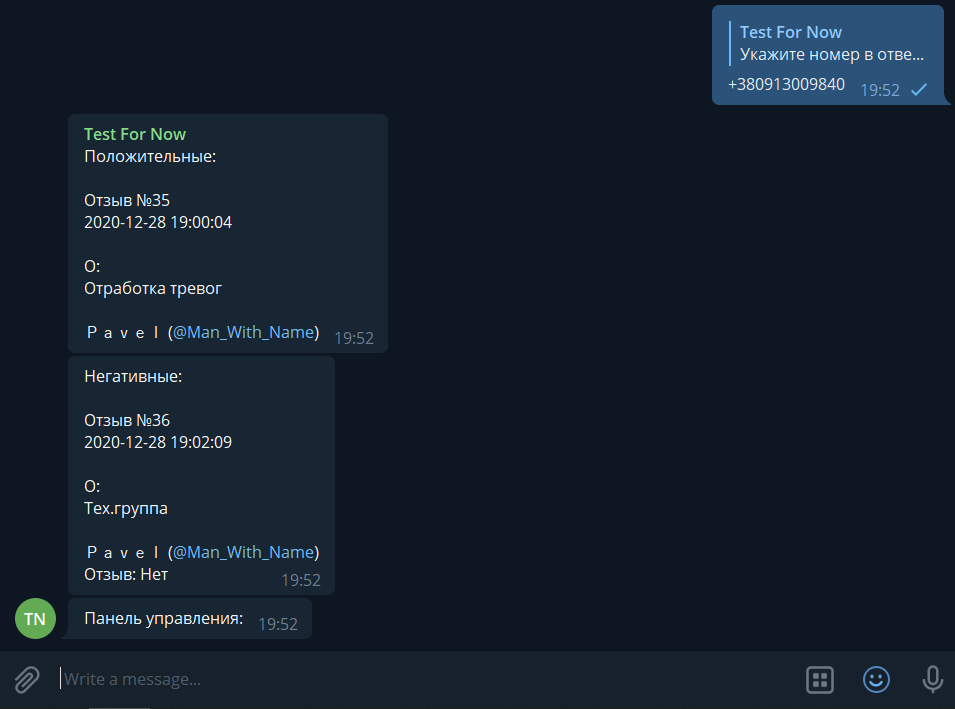 Test For Now
Укажите номер в отве...
+380913009840 19:52
Test For Now
Положительные:
Отзыв №35
2020-12-28 19:00:04
О:
Отработка тревог
Ｐａｖｅｌ (@Man_With_Name) 19:52
Негативные:
Отзыв №36
2020-12-28 19:02:09
О:
Тех.группа
Ｐａｖｅｌ (@Man_With_Name)
Отзыв: Нет 19:52
TN Панель управления: 19:52
Write a message...